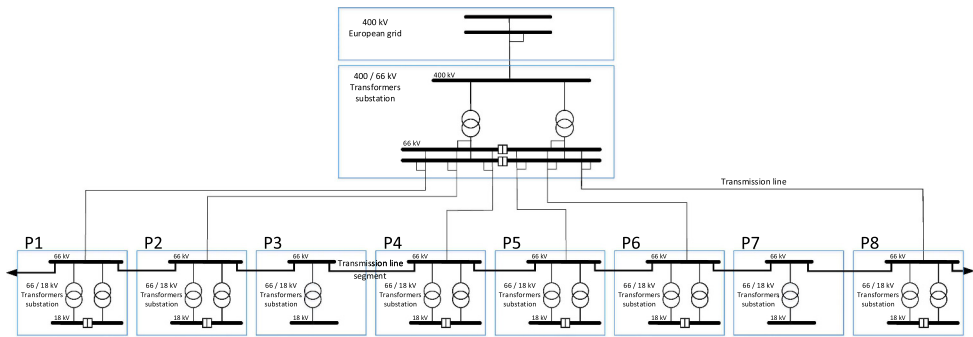 400 kV
European grid
400 / 66 kV
Transformers
substation
400 kV
66 kV
Transmission line
P1
P2
P3
P4
P5
P6
P7
P8
66 kV
66 kV
66 kV
66 kV
66 kV
66 kV
66 kV
66 kV
Transmission line
segment
66 / 18 kV
Transformers
substation
66 / 18 kV
Transformers
substation
66 / 18 kV
Transformers
substation
66 / 18 kV
Transformers
substation
66 / 18 kV
Transformers
substation
66 / 18 kV
Transformers
substation
66 / 18 kV
Transformers
substation
66 / 18 kV
Transformers
substation
18 kV
18 kV
18 kV
18 kV
18 kV
18 kV
18 kV
18 kV